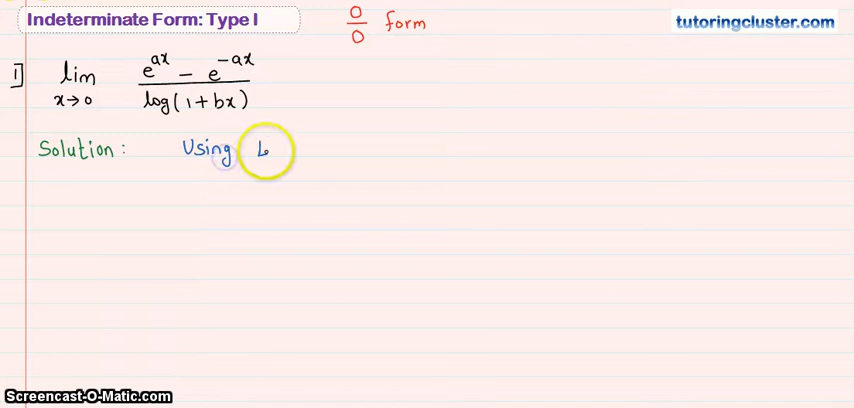 Indeterminate Form: Type I
0/0 form
tutoringcluster.com
1] lim x→0 (e^ax − e^-ax) / log(1+bx)
Solution: Using L
Screencast-O-Matic.com